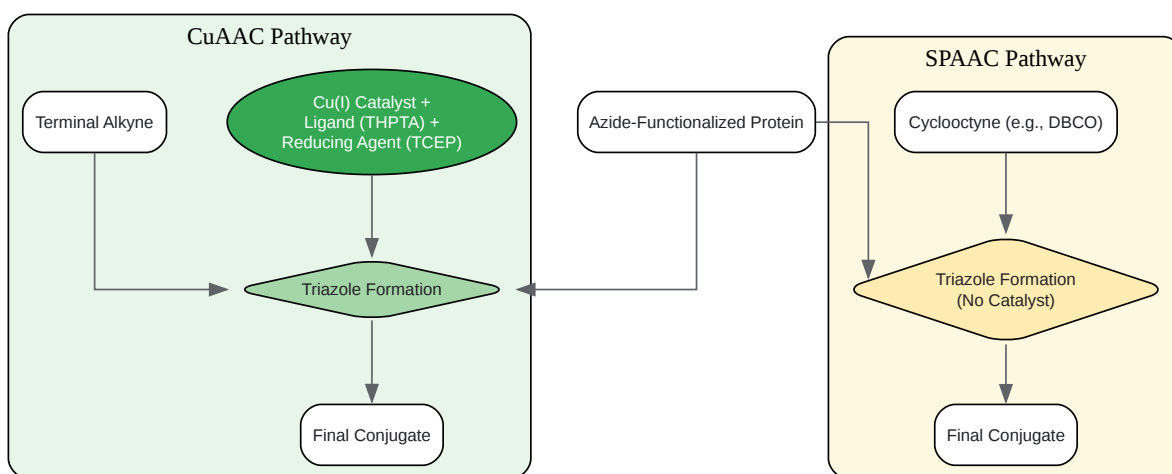 CuAAC Pathway
SPAAC Pathway
Terminal Alkyne
Cu(I) Catalyst +
Ligand (THPTA) +
Reducing Agent (TCEP)
Azide-Functionalized Protein
Cyclooctyne (e.g., DBCO)
Triazole Formation
Triazole Formation
(No Catalyst)
Final Conjugate
Final Conjugate